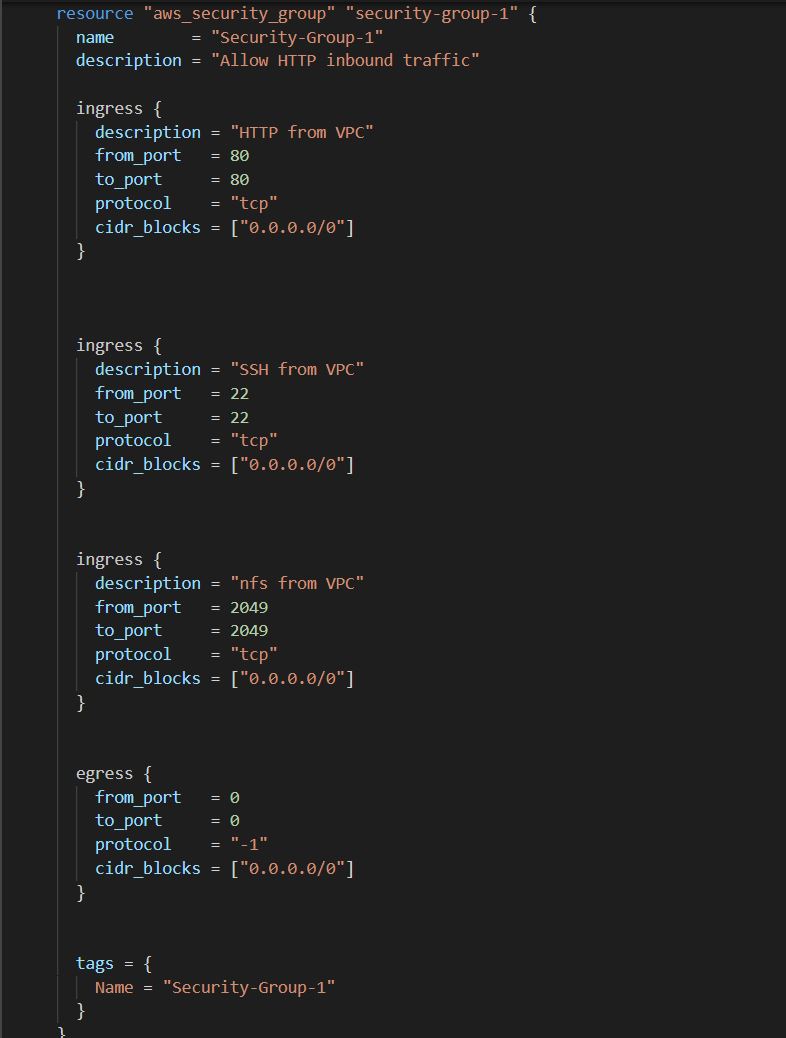 resource "aws_security_group" "security-group-1" {
  name        = "Security-Group-1"
  description = "Allow HTTP inbound traffic"
  ingress {
    description = "HTTP from VPC"
    from_port   = 80
    to_port     = 80
    protocol    = "tcp"
    cidr_blocks = ["0.0.0.0/0"]
  }
  ingress {
    description = "SSH from VPC"
    from_port   = 22
    to_port     = 22
    protocol    = "tcp"
    cidr_blocks = ["0.0.0.0/0"]
  }
  ingress {
    description = "nfs from VPC"
    from_port   = 2049
    to_port     = 2049
    protocol    = "tcp"
    cidr_blocks = ["0.0.0.0/0"]
  }
  egress {
    from_port   = 0
    to_port     = 0
    protocol    = "-1"
    cidr_blocks = ["0.0.0.0/0"]
  }
  tags = {
    Name = "Security-Group-1"
  }
}